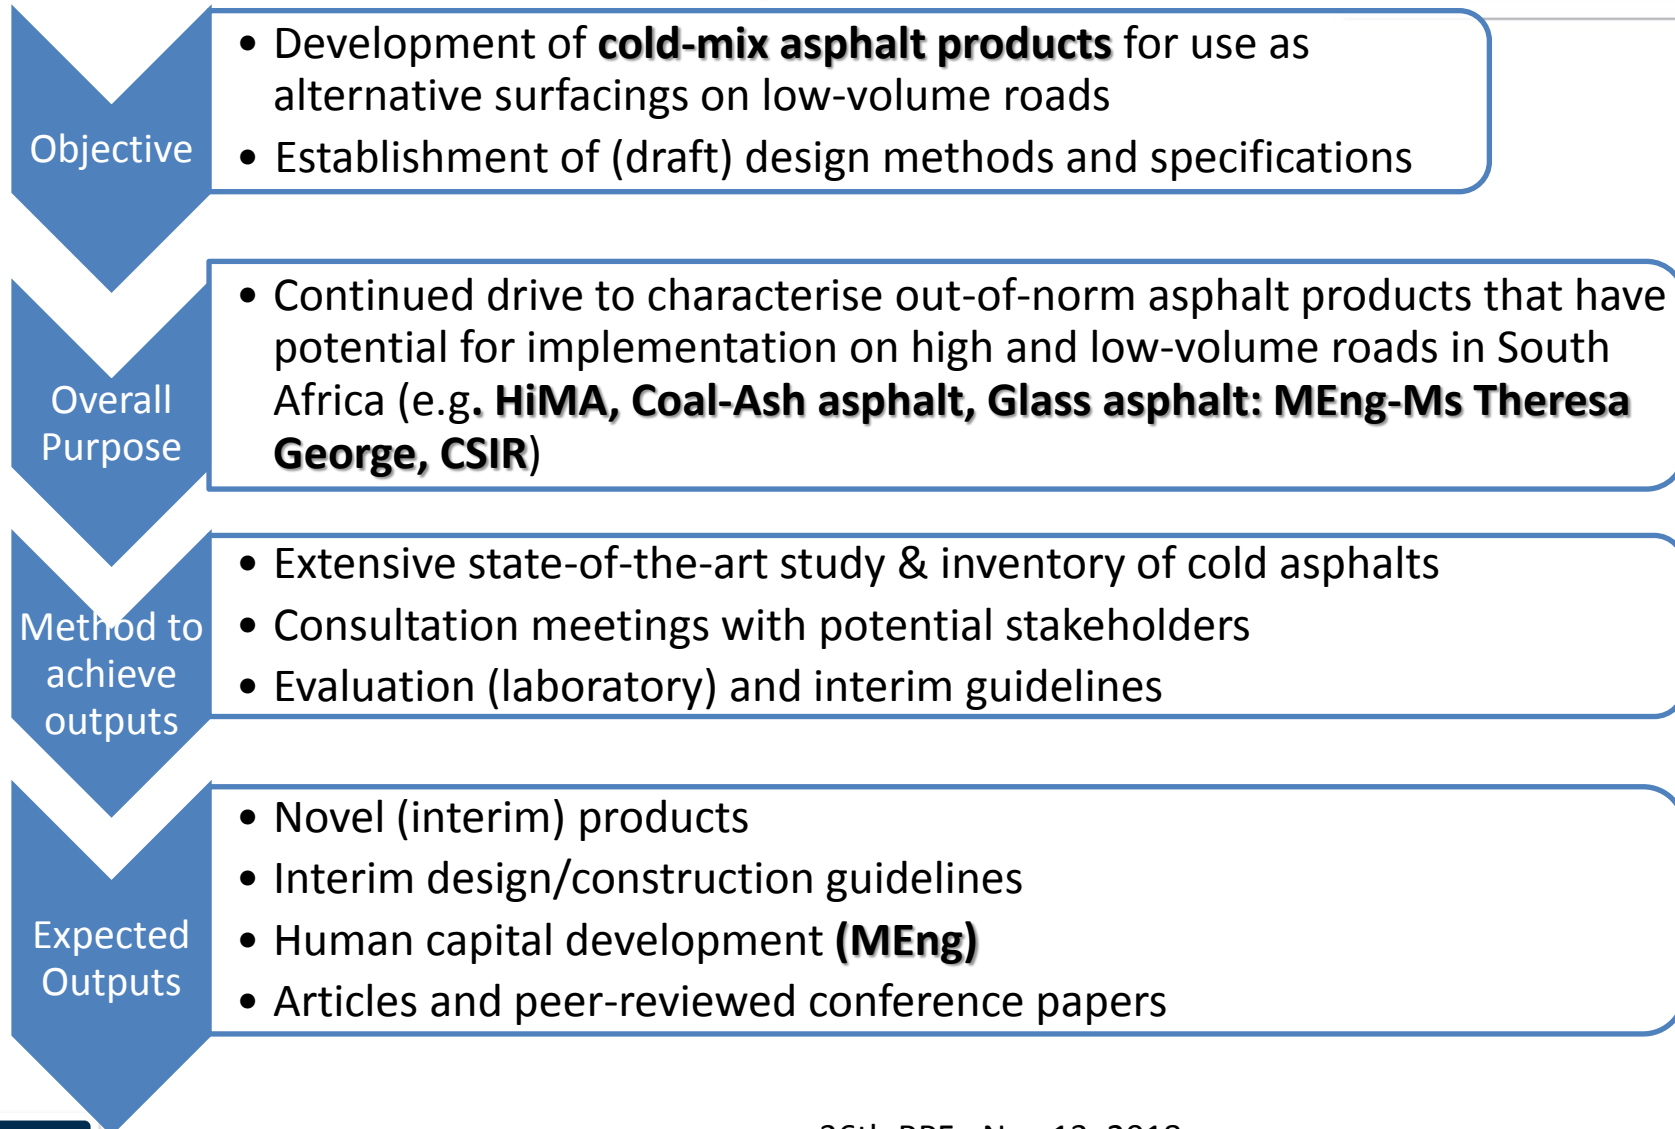 Objective
• Development of cold-mix asphalt products for use as
alternative surfacings on low-volume roads
• Establishment of (draft) design methods and specifications
Overall
Purpose
• Continued drive to characterise out-of-norm asphalt products that have
potential for implementation on high and low-volume roads in South
Africa (e.g. HiMA, Coal-Ash asphalt, Glass asphalt: MEng-Ms Theresa
George, CSIR)
Method to
achieve
outputs
• Extensive state-of-the-art study & inventory of cold asphalts
• Consultation meetings with potential stakeholders
• Evaluation (laboratory) and interim guidelines
Expected
Outputs
• Novel (interim) products
• Interim design/construction guidelines
• Human capital development (MEng)
• Articles and peer-reviewed conference papers